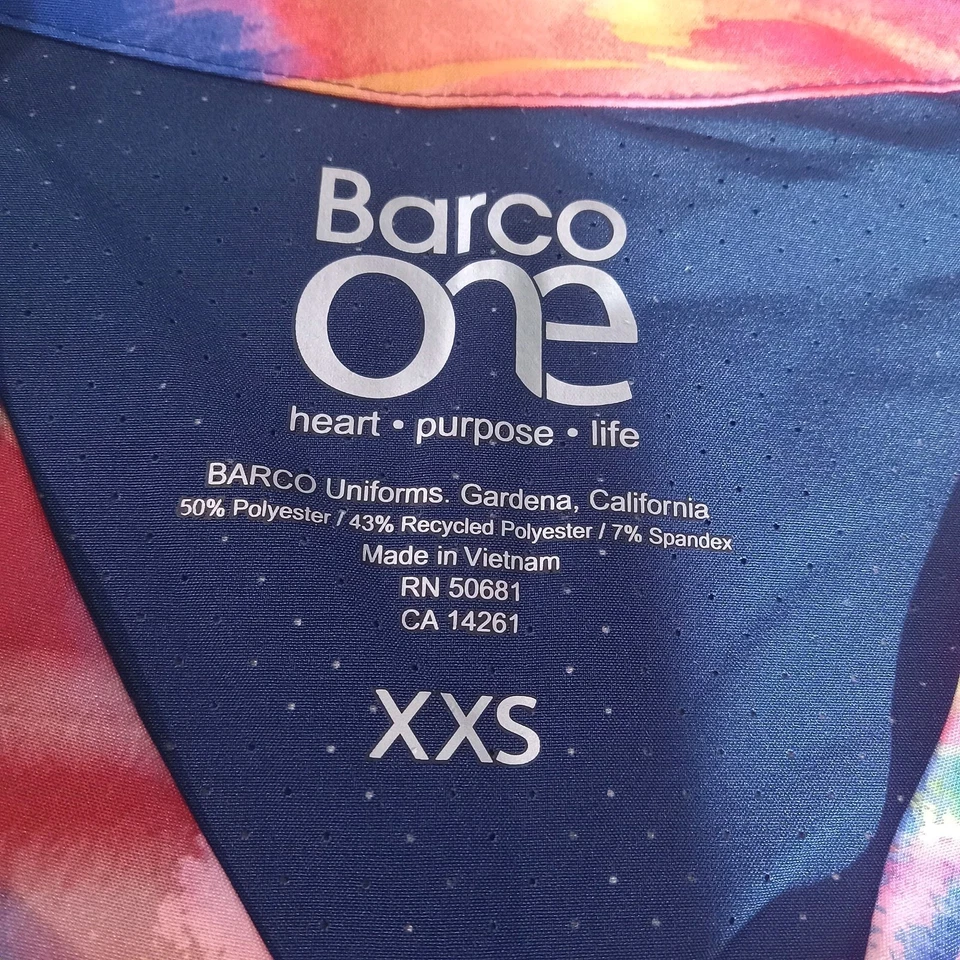 Barco
One
heart • purpose • life
BARCO Uniforms. Gardena, California
50% Polyester / 43% Recycled Polyester / 7% Spandex
Made in Vietnam
RN 50681
CA 14261
XXS